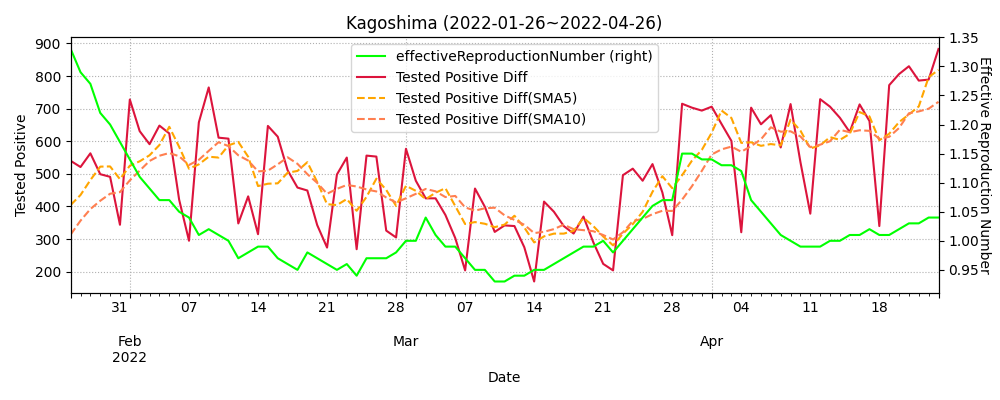 Kagoshima (2022-01-26~2022-04-26)
effectiveReproductionNumber (right)
Tested Positive Diff
Tested Positive Diff(SMA5)
Tested Positive Diff(SMA10)
Tested Positive
900
800
700
600
500
400
300
200
Effective Reproduction Number
1.35
1.30
1.25
1.20
1.15
1.10
1.05
1.00
0.95
31 07 14 21 28 07 14 21 28 04 11 18
Feb Mar Apr
2022
Date